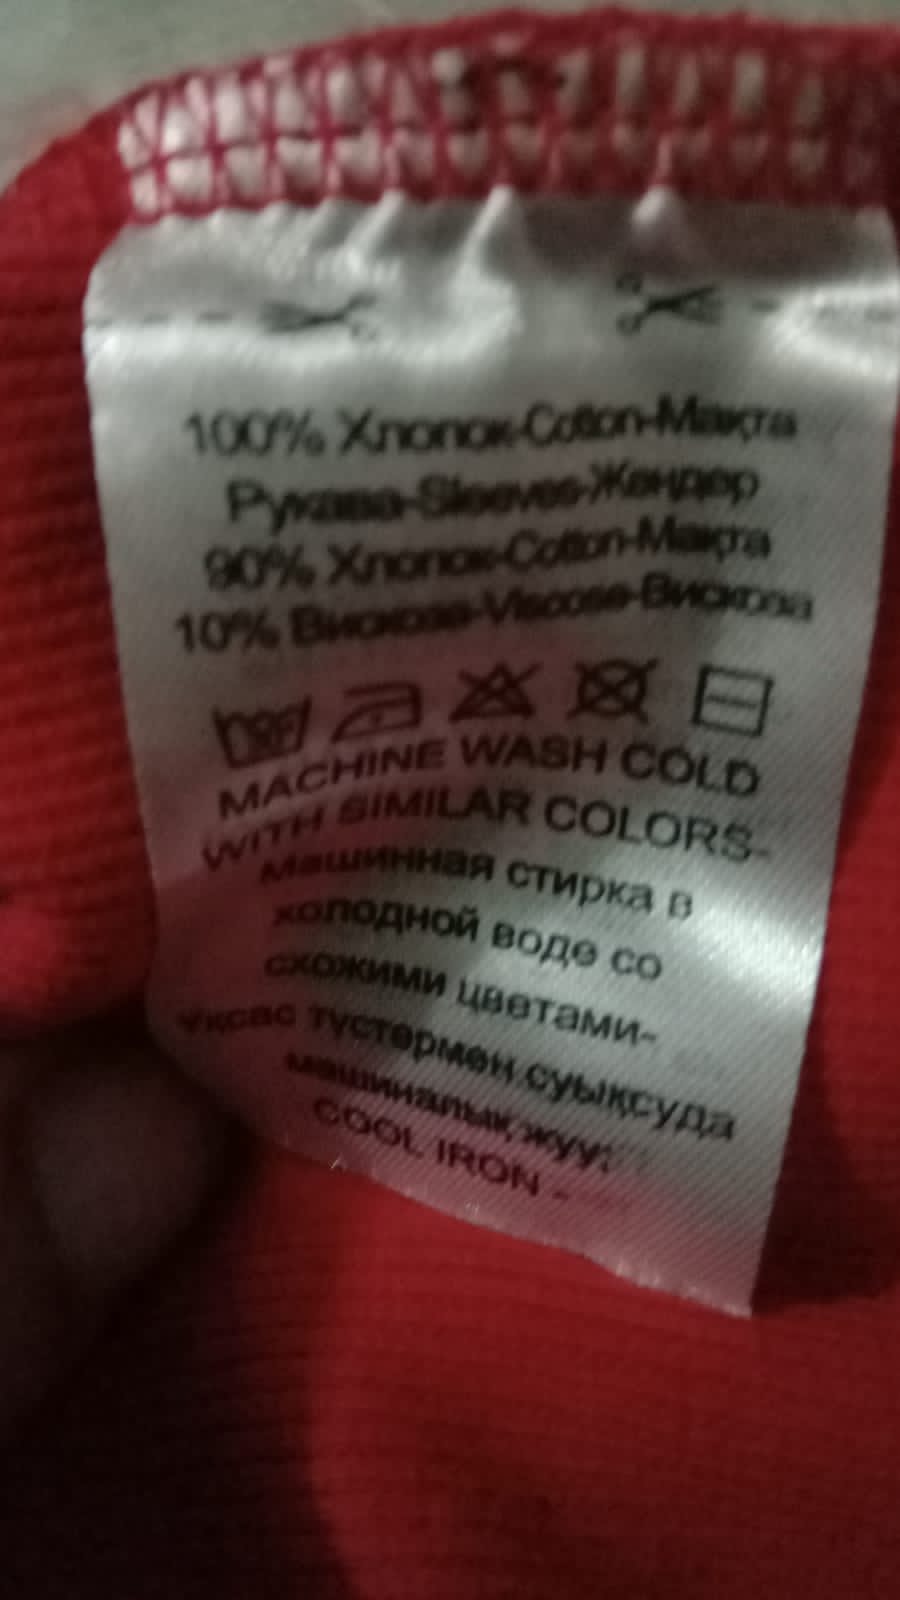 100% Хлопок-Cotton-Мақта
Рукава-Sleeves-Жеңдер
90% Хлопок-Cotton-Мақта
10% Вискоза-Viscose-Вискоза
MACHINE WASH COLD
WITH SIMILAR COLORS-
Машинная стирка в
холодной воде со
схожими цветами-
Ұқсас түстермен суықсуда
машиналық жуу;
COOL IRON -